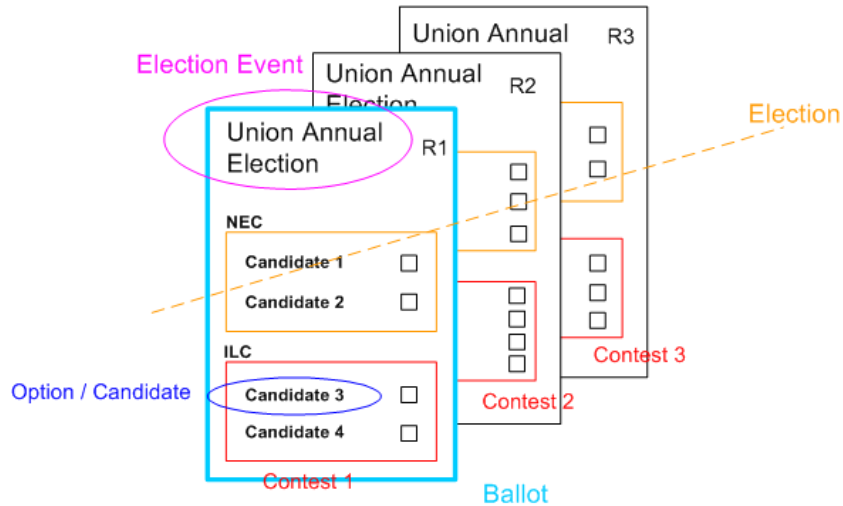 Union Annual
R3
Election Event
Union Annual
Election
R2
Election
Union Annual
Election
R1
NEC
Candidate 1
Candidate 2
ILC
Contest 3
Option / Candidate
Candidate 3
Contest 2
Candidate 4
Contest 1
Ballot